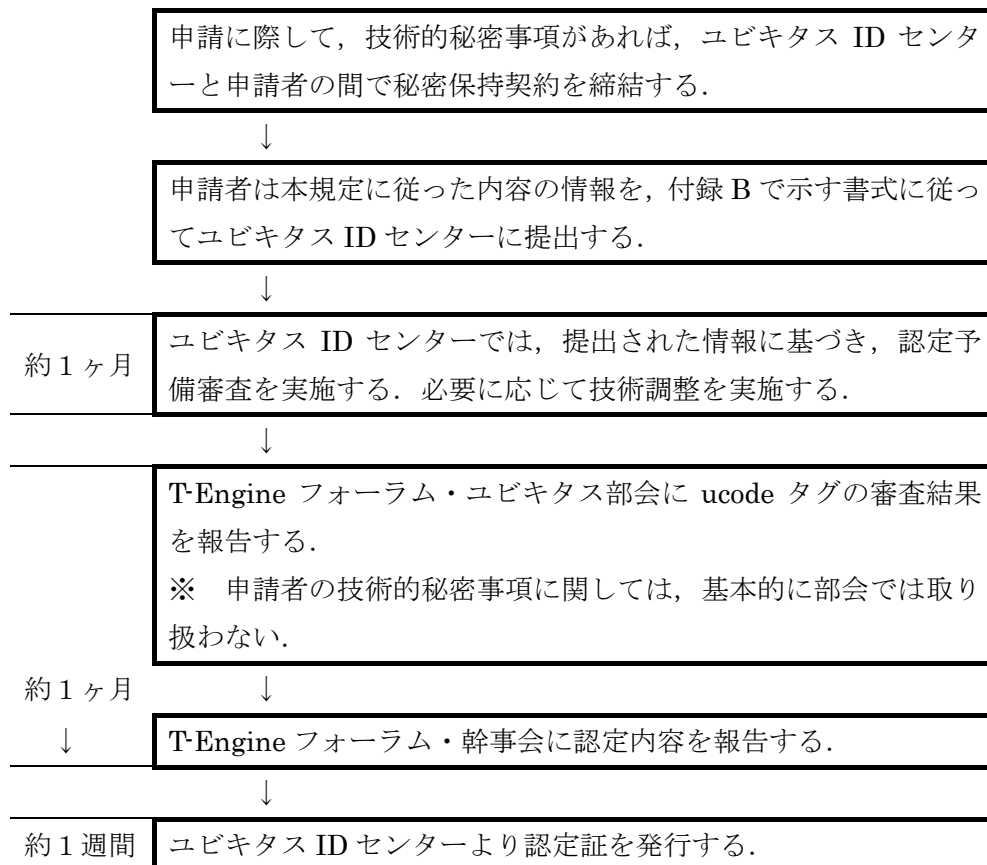 申請に際して，技術的秘密事項があれば，ユビキタス ID センタ
ーと申請者の間で秘密保持契約を締結する．
↓
申請者は本規定に従った内容の情報を，付録 B で示す書式に従っ
てユビキタス ID センターに提出する．
↓
約１ヶ月
ユビキタス ID センターでは，提出された情報に基づき，認定予
備審査を実施する．必要に応じて技術調整を実施する．
↓
T-Engine フォーラム・ユビキタス部会に ucode タグの審査結果
を報告する．
※　申請者の技術的秘密事項に関しては，基本的に部会では取り
扱わない．
約１ヶ月 ↓
↓ T-Engine フォーラム・幹事会に認定内容を報告する．
↓
約１週間 ユビキタス ID センターより認定証を発行する．